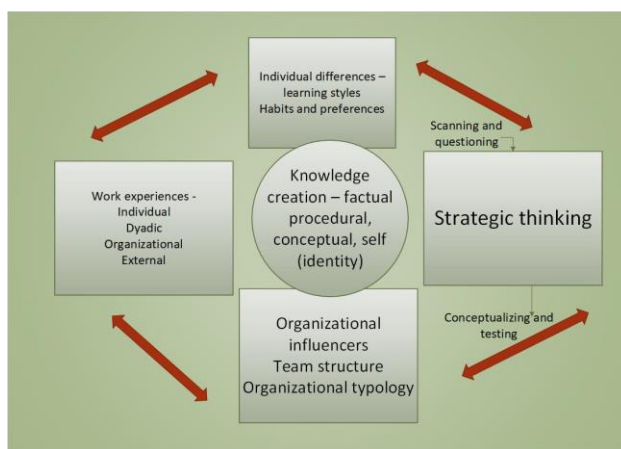 Individual differences –
learning styles
Habits and preferences
Scanning and
questioning
Work experiences -
Individual
Dyadic
Organizational
External
Knowledge
creation – factual
procedural,
conceptual, self
(identity)
Strategic thinking
Organizational
influencers
Team structure
Organizational typology
Conceptualizing and
testing